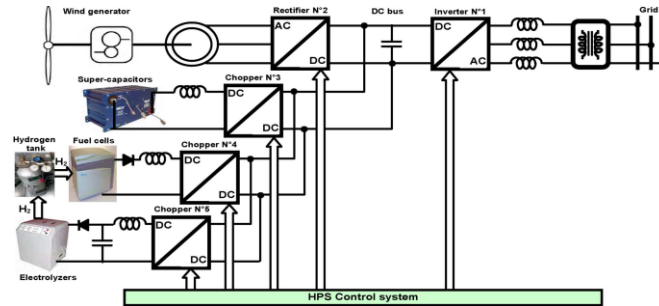 Wind generator
Rectifier N°2
DC bus
Inverter N°1
Grid
AC
DC
DC
AC
Super-capacitors
Chopper N°3
DC
DC
Hydrogen
tank
Fuel cells
H2
Chopper N°4
DC
DC
H2
Chopper N°5
DC
DC
Electrolyzers
HPS Control system